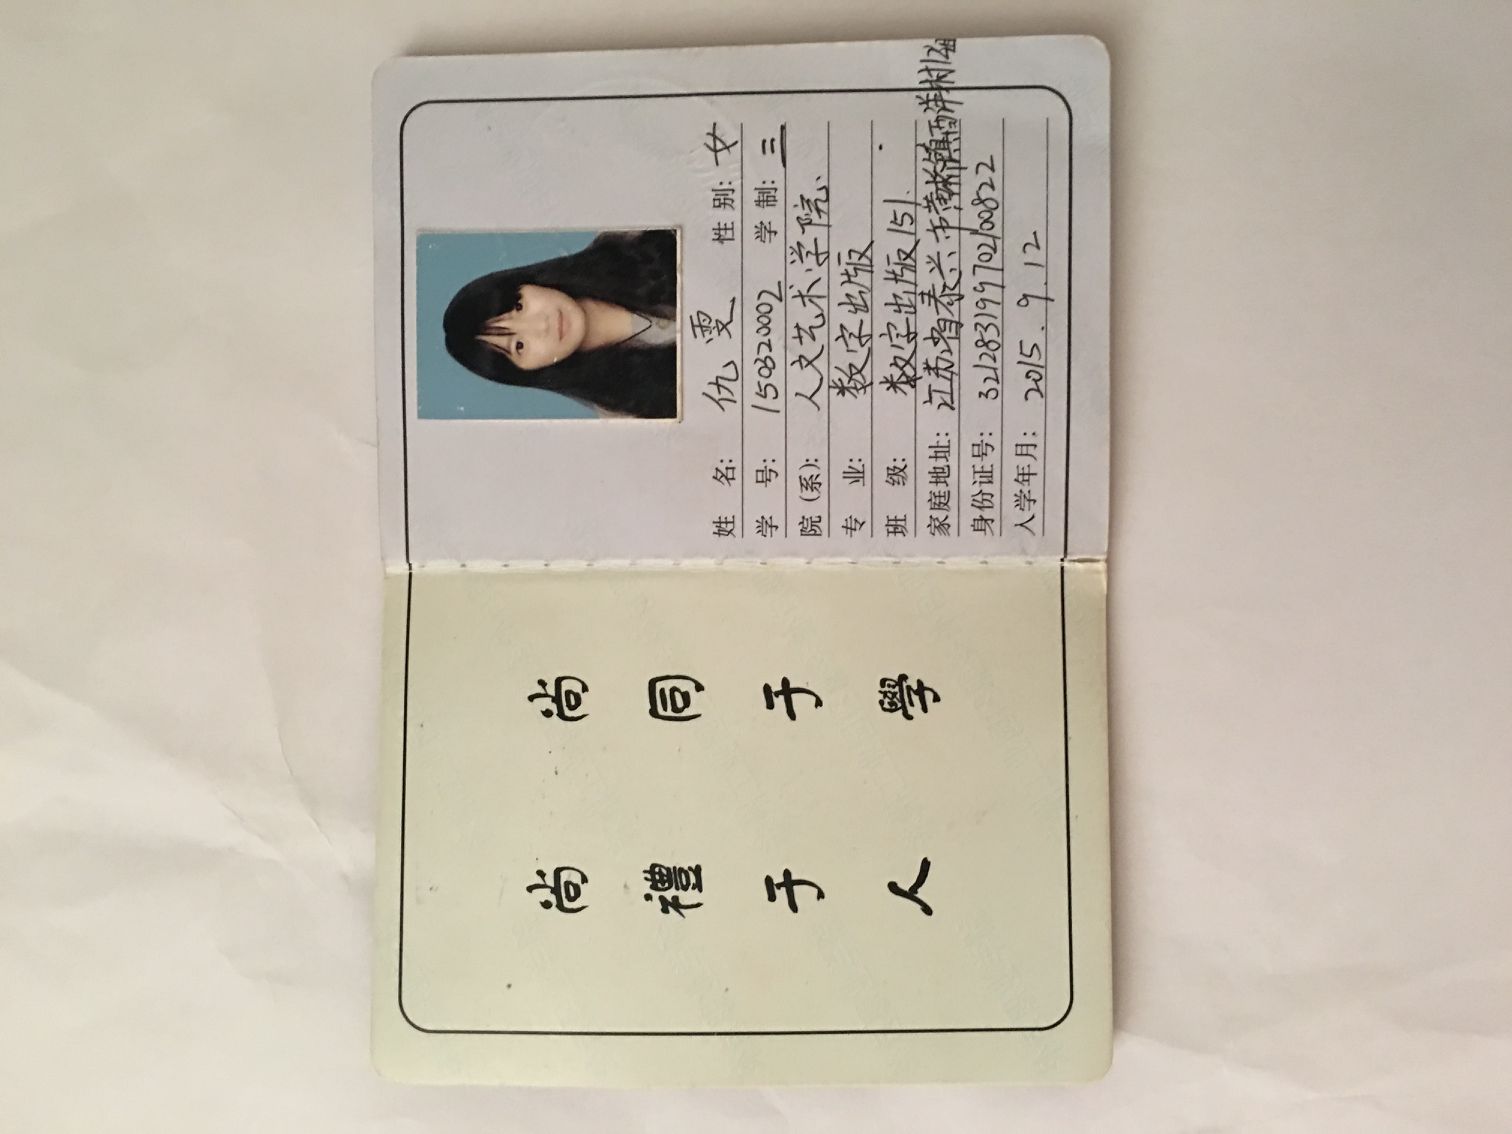 尚同于學
尚禮于人
姓 名: 仇雯 性别: 女
学 号: 150320002 学制: 三
院(系): 人文艺术学院.
专 业: 数字出版
班 级: 数字出版151.
家庭地址: 江苏省泰兴市黄桥镇西洋村12组
身份证号: 321283199702100822
入学年月: 2015.9.12